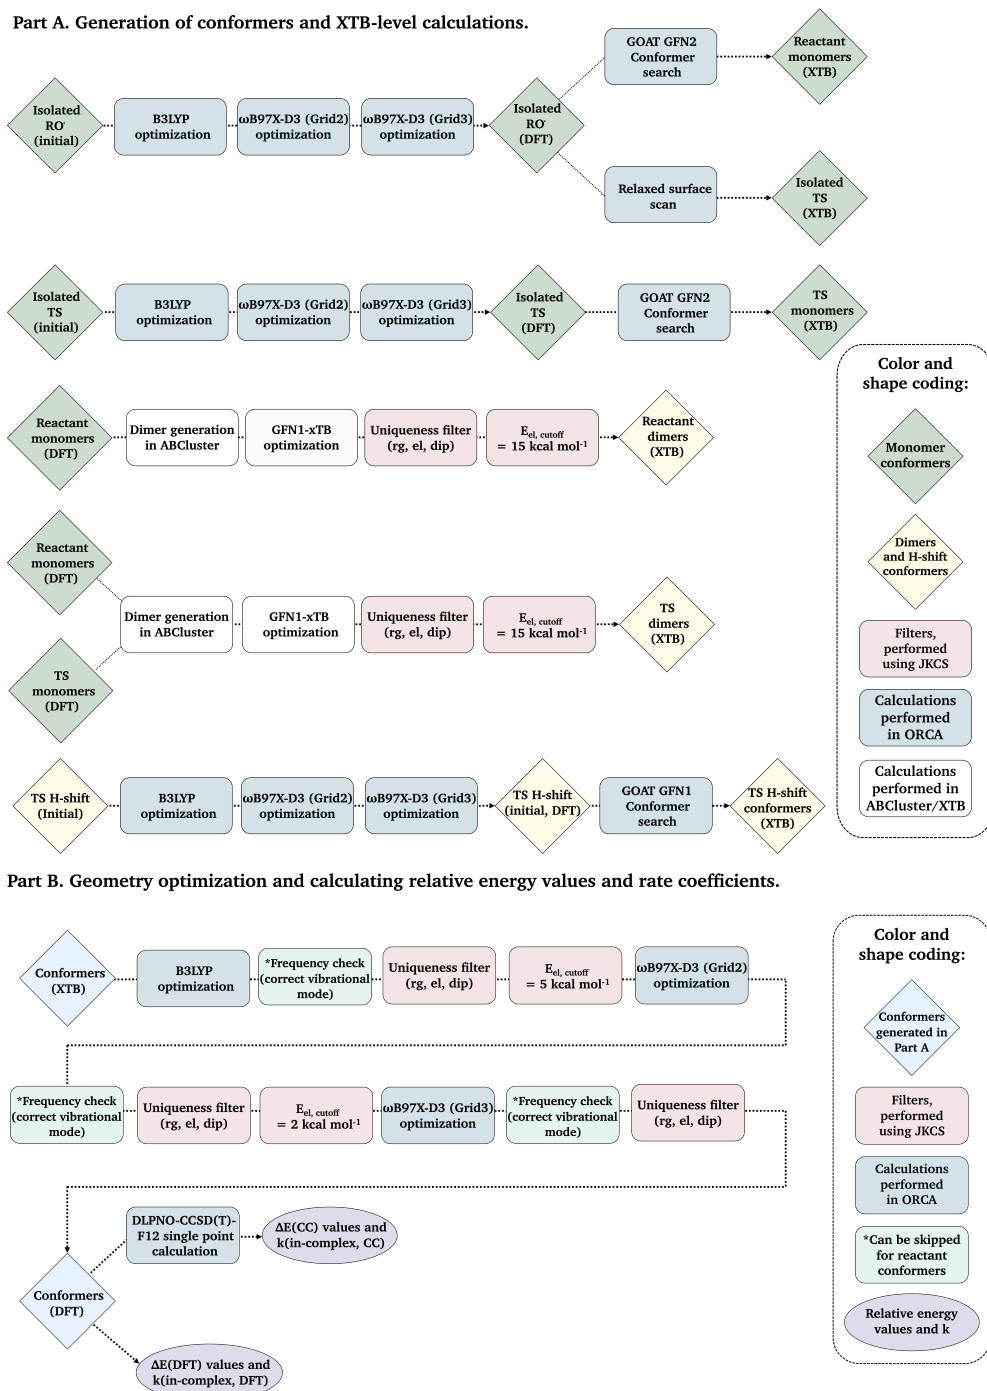 Part A. Generation of conformers and XTB-level calculations.
Isolated
RO·
(initial)
B3LYP
optimization
ωB97X-D3 (Grid2)
optimization
ωB97X-D3 (Grid3)
optimization
Isolated
RO·
(DFT)
GOAT GFN2
Conformer
search
Reactant
monomers
(XTB)
Relaxed surface
scan
Isolated
TS
(XTB)
Isolated
TS
(initial)
B3LYP
optimization
ωB97X-D3 (Grid2)
optimization
ωB97X-D3 (Grid3)
optimization
Isolated
TS
(DFT)
GOAT GFN2
Conformer
search
TS
monomers
(XTB)
Reactant
monomers
(DFT)
Dimer generation
in ABCluster
GFN1-xTB
optimization
Uniqueness filter
(rg, el, dip)
Eel, cutoff
= 15 kcal mol-1
Reactant
dimers
(XTB)
Reactant
monomers
(DFT)
TS
monomers
(DFT)
Dimer generation
in ABCluster
GFN1-xTB
optimization
Uniqueness filter
(rg, el, dip)
Eel, cutoff
= 15 kcal mol-1
TS
dimers
(XTB)
TS H-shift
(Initial)
B3LYP
optimization
ωB97X-D3 (Grid2)
optimization
ωB97X-D3 (Grid3)
optimization
TS H-shift
(initial, DFT)
GOAT GFN1
Conformer
search
TS H-shift
conformers
(XTB)
Color and
shape coding:
Monomer
conformers
Dimers
and H-shift
conformers
Filters,
performed
using JKCS
Calculations
performed
in ORCA
Calculations
performed in
ABCluster/XTB
Part B. Geometry optimization and calculating relative energy values and rate coefficients.
Conformers
(XTB)
B3LYP
optimization
*Frequency check
(correct vibrational
mode)
Uniqueness filter
(rg, el, dip)
Eel, cutoff
= 5 kcal mol-1
ωB97X-D3 (Grid2)
optimization
*Frequency check
(correct vibrational
mode)
Uniqueness filter
(rg, el, dip)
Eel, cutoff
= 2 kcal mol-1
ωB97X-D3 (Grid3)
optimization
*Frequency check
(correct vibrational
mode)
Uniqueness filter
(rg, el, dip)
Conformers
(DFT)
DLPNO-CCSD(T)-
F12 single point
calculation
ΔE(CC) values and
k(in-complex, CC)
ΔE(DFT) values and
k(in-complex, DFT)
Color and
shape coding:
Conformers
generated in
Part A
Filters,
performed
using JKCS
Calculations
performed
in ORCA
*Can be skipped
for reactant
conformers
Relative energy
values and k